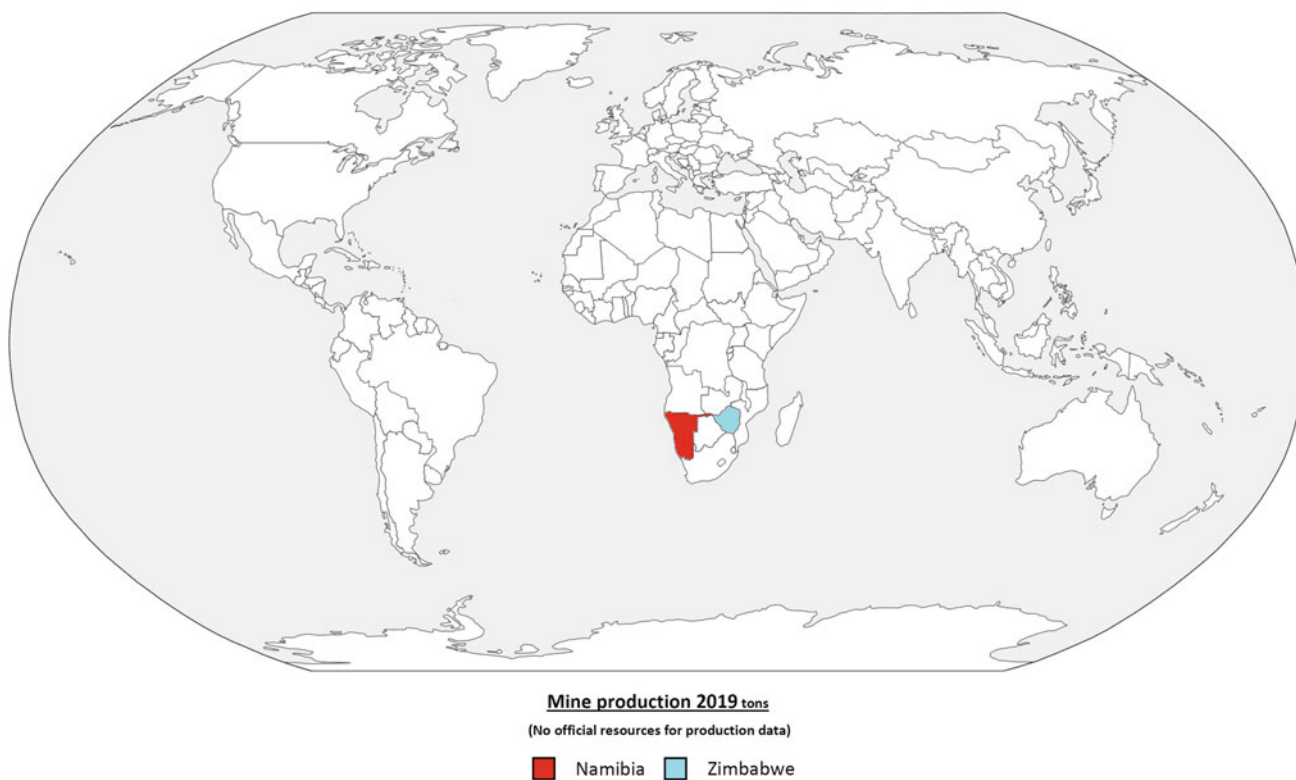 Mine production 2019 tons
(No official resources for production data)
Namibia Zimbabwe